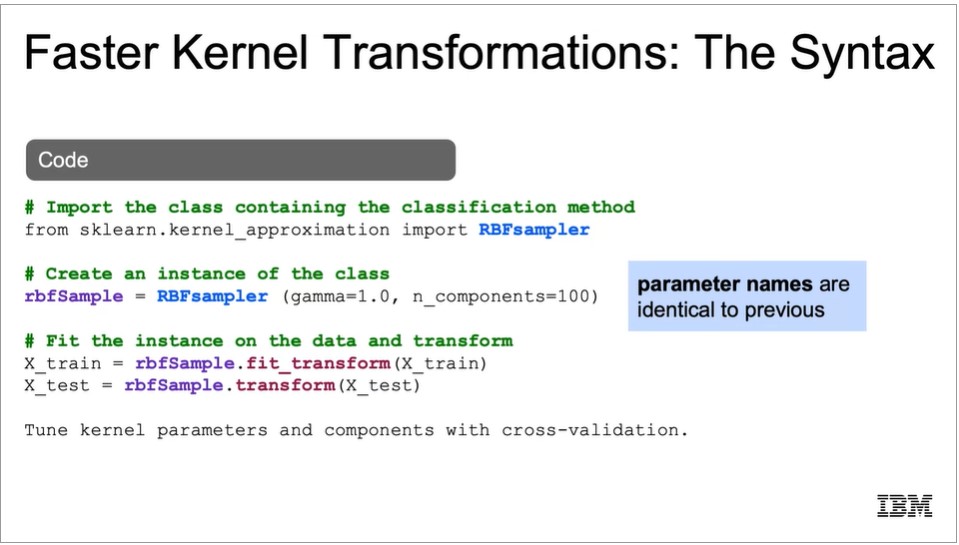 Faster Kernel Transformations: The Syntax
Code
# Import the class containing the classification method
from sklearn.kernel_approximation import RBFsampler
# Create an instance of the class
rbfSample = RBFsampler (gamma=1.0, n_components=100)
parameter names are
identical to previous
# Fit the instance on the data and transform
X_train = rbfSample.fit_transform(X_train)
X_test = rbfSample.transform(X_test)
Tune kernel parameters and components with cross-validation.
IBM